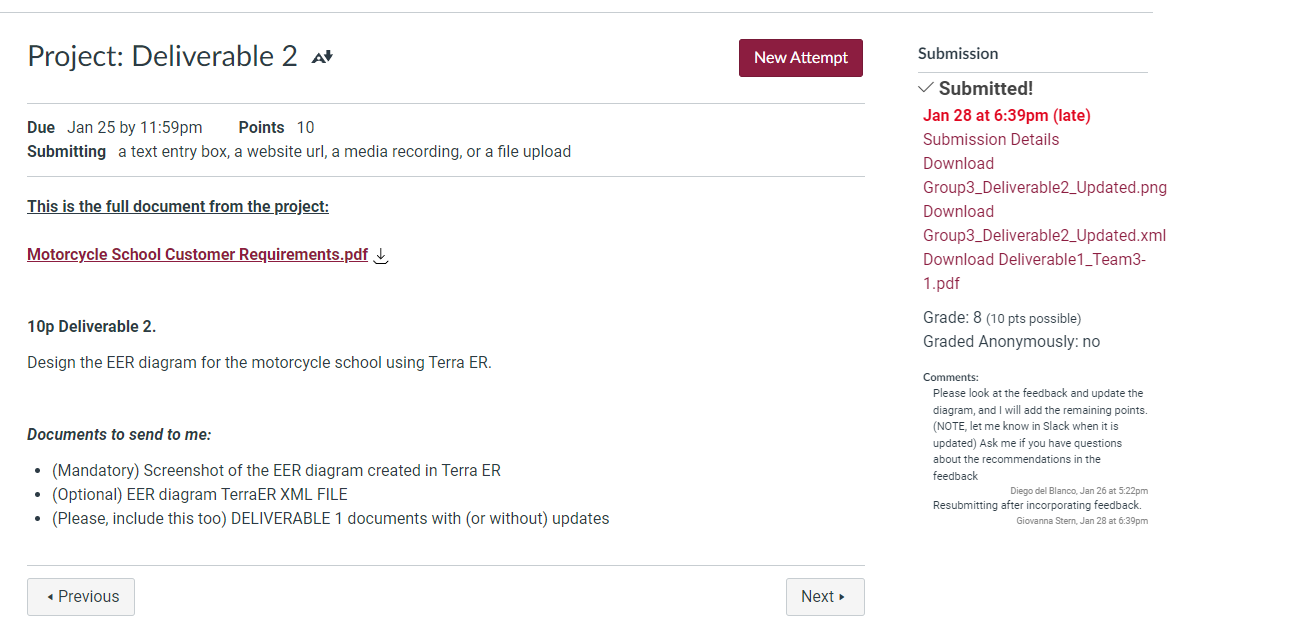 Project: Deliverable 2
New Attempt
Due Jan 25 by 11:59pm Points 10
Submitting a text entry box, a website url, a media recording, or a file upload
This is the full document from the project:
Motorcycle School Customer Requirements.pdf
10p Deliverable 2.
Design the EER diagram for the motorcycle school using Terra ER.
Documents to send to me:
• (Mandatory) Screenshot of the EER diagram created in Terra ER
• (Optional) EER diagram TerraER XML FILE
• (Please, include this too) DELIVERABLE 1 documents with (or without) updates
Previous
Next
Submission
Submitted!
Jan 28 at 6:39pm (late)
Submission Details
Download
Group3_Deliverable2_Updated.png
Download
Group3_Deliverable2_Updated.xml
Download Deliverable1_Team3-
1.pdf
Grade: 8 (10 pts possible)
Graded Anonymously: no
Comments:
Please look at the feedback and update the
diagram, and I will add the remaining points.
(NOTE, let me know in Slack when it is
updated) Ask me if you have questions
about the recommendations in the
feedback
Diego del Blanco, Jan 26 at 5:22pm
Resubmitting after incorporating feedback.
Giovanna Stern, Jan 28 at 6:39pm